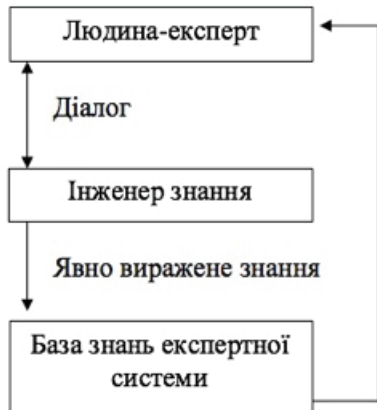 Людина-експерт
Діалог
Інженер знання
Явно виражене знання
База знань експертної
системи